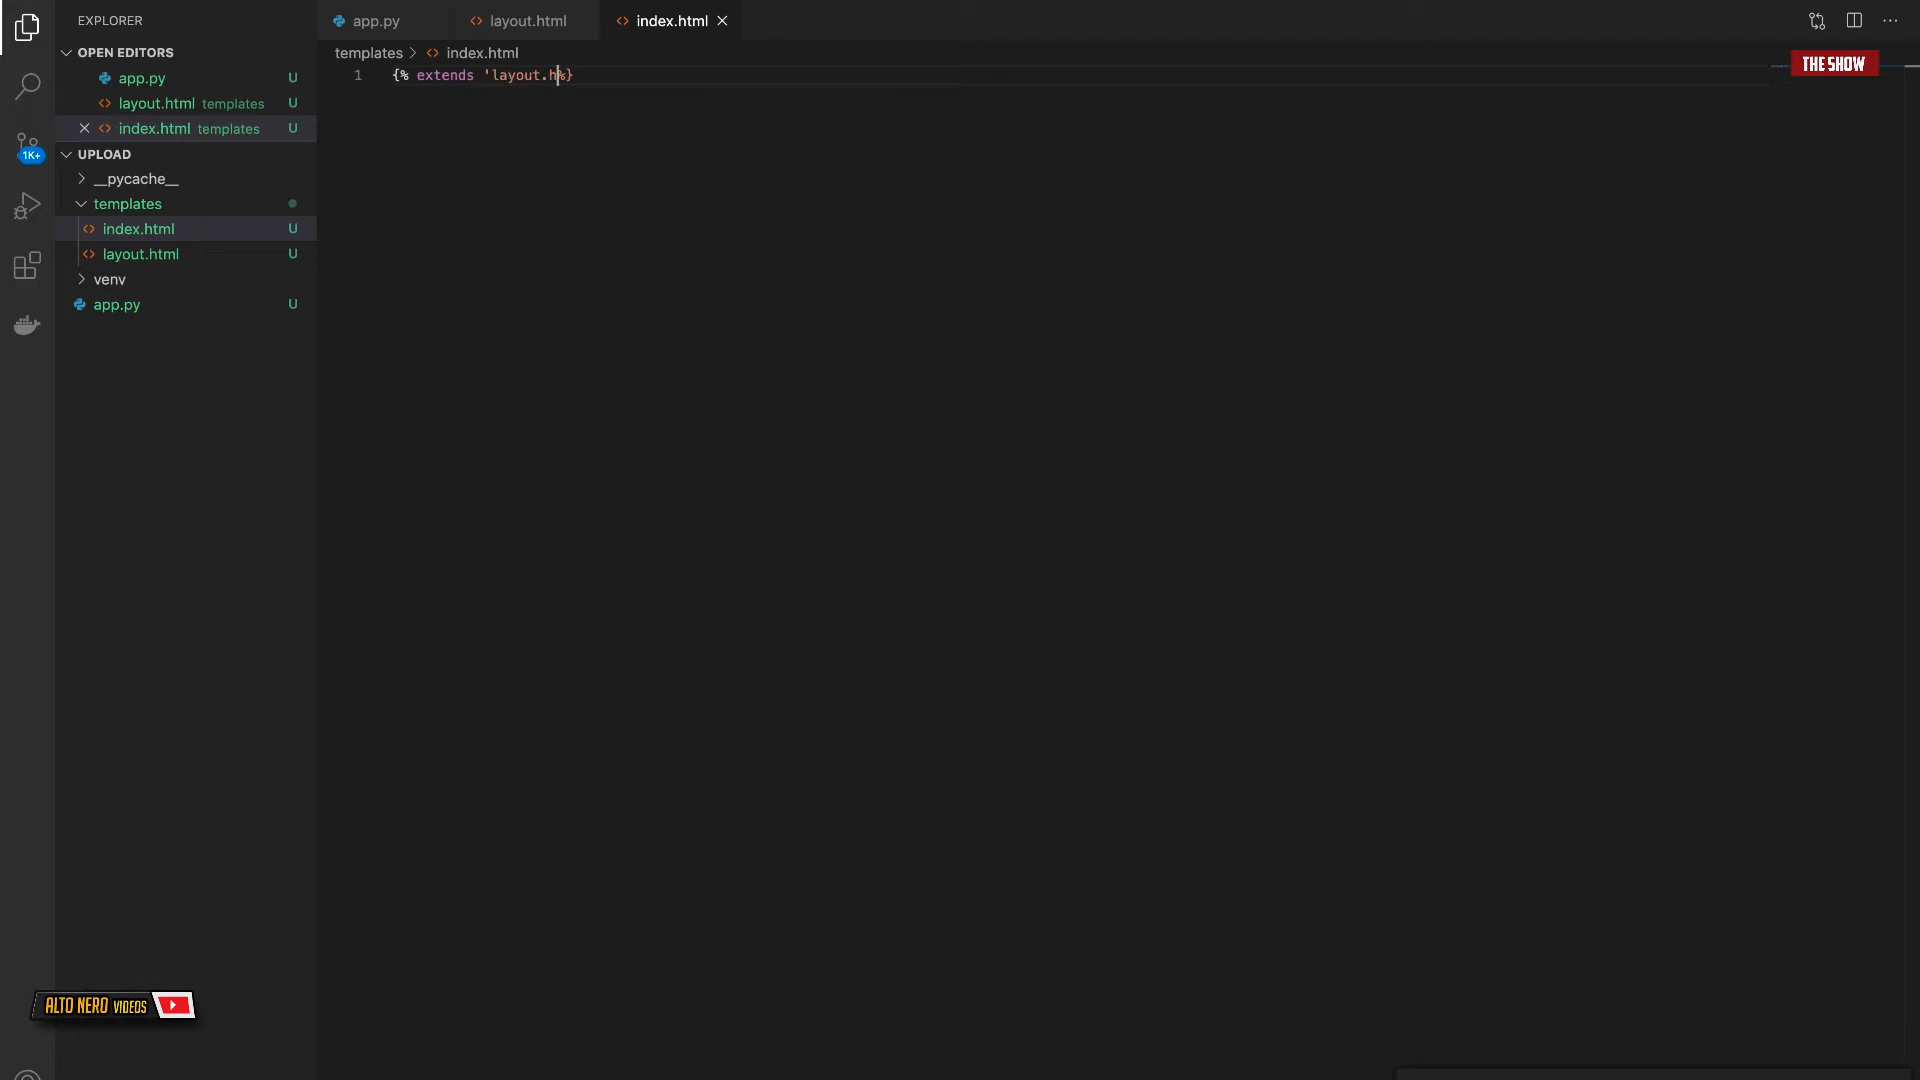 EXPLORER
OPEN EDITORS
app.py U
layout.html templates U
index.html templates U
1K+
UPLOAD
__pycache__
templates
index.html U
layout.html U
venv
app.py U
app.py
layout.html
index.html
templates > index.html
1 {% extends 'layout.h%}
THE SHOW
ALTO NERO VIDEOS